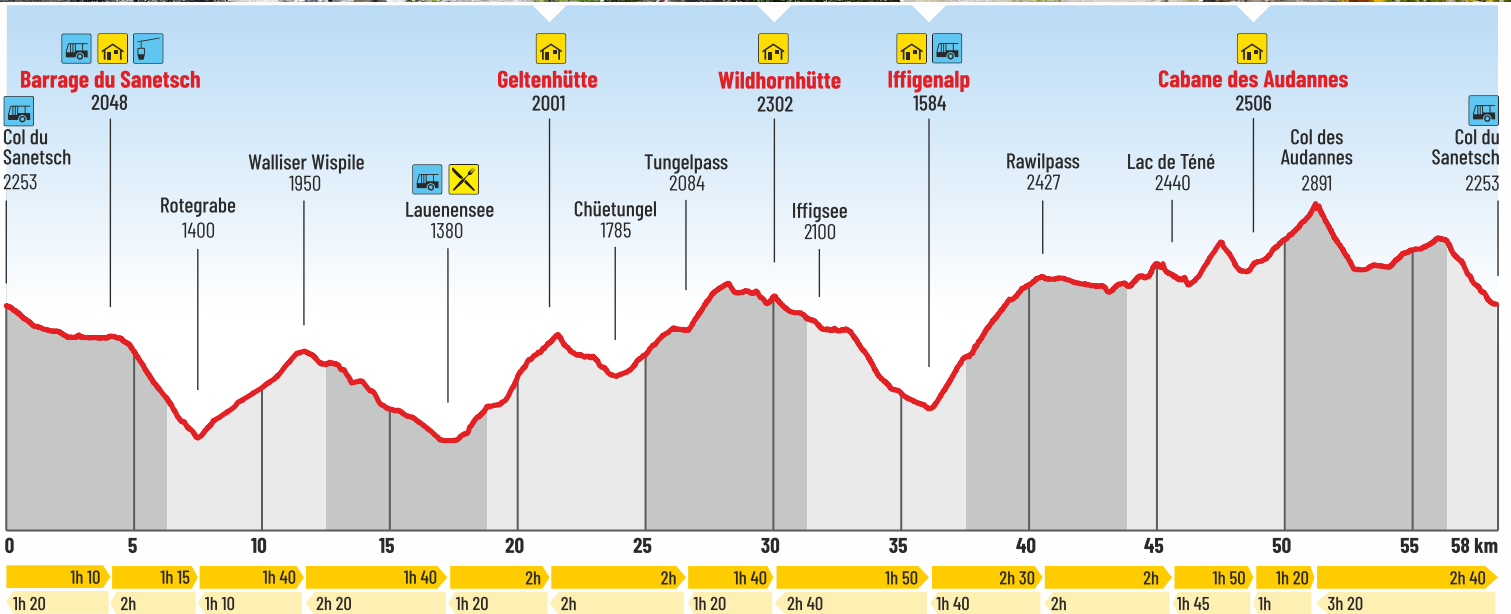 Barrage du Sanetsch
2048
Geltenhütte
2001
Wildhornhütte
2302
Iffigenalp
1584
Cabane des Audannes
2506
Col du
Sanetsch
2253
Rotegrabe
1400
Walliser Wispile
1950
Lauenensee
1380
Chüetungel
1785
Tungelpass
2084
Iffigsee
2100
Rawilpass
2427
Lac de Téné
2440
Col des
Audannes
2891
Col du
Sanetsch
2253
0 5 10 15 20 25 30 35 40 45 50 55 58 km
1h 10 1h 15 1h 40 1h 40 2h 2h 1h 40 1h 50 2h 30 2h 1h 50 1h 20 2h 40
1h 20 2h 1h 10 2h 20 1h 20 2h 1h 20 2h 40 1h 40 2h 1h 45 1h 3h 20